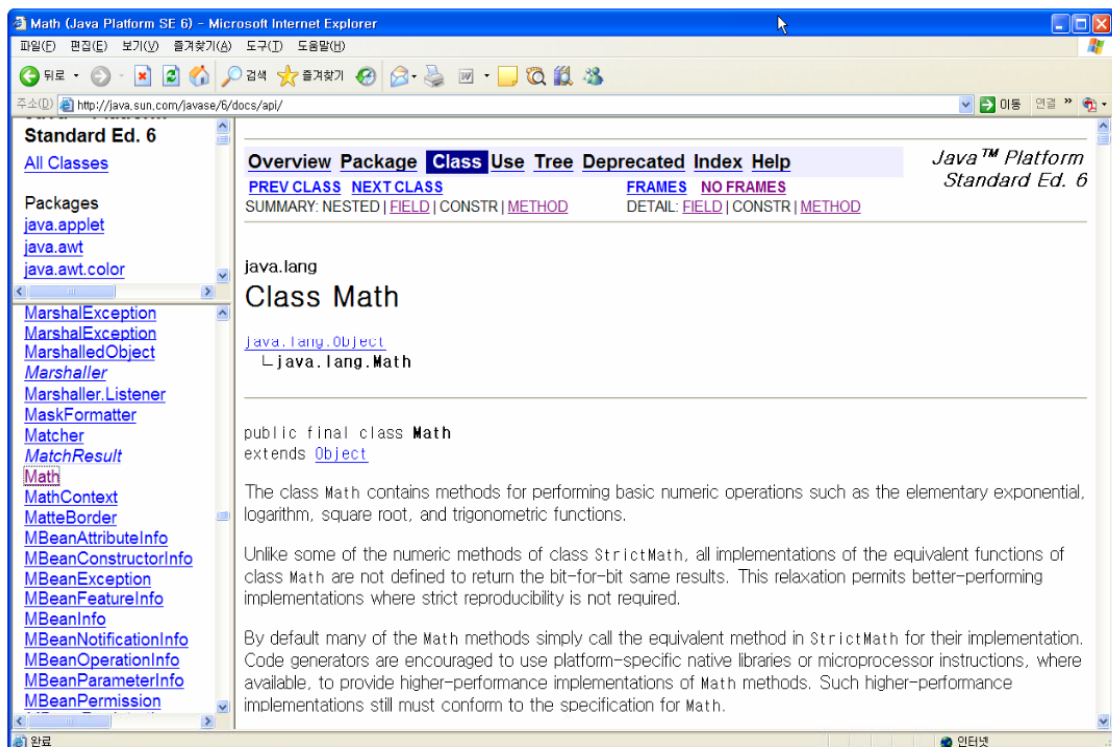 Math (Java Platform SE 6) - Microsoft Internet Explorer
파일(F) 편집(E) 보기(V) 즐겨찾기(A) 도구(T) 도움말(H)
뒤로 검색 즐겨찾기
주소(D) http://java.sun.com/javase/6/docs/api/ 이동 연결 »
Standard Ed. 6
All Classes
Packages
java.applet
java.awt
java.awt.color
MarshalException
MarshalException
MarshalledObject
Marshaller
Marshaller.Listener
MaskFormatter
Matcher
MatchResult
Math
MathContext
MatteBorder
MBeanAttributeInfo
MBeanConstructorInfo
MBeanException
MBeanFeatureInfo
MBeanInfo
MBeanNotificationInfo
MBeanOperationInfo
MBeanParameterInfo
MBeanPermission
Overview Package Class Use Tree Deprecated Index Help
Java™ Platform
Standard Ed. 6
PREV CLASS NEXT CLASS FRAMES NO FRAMES
SUMMARY: NESTED | FIELD | CONSTR | METHOD DETAIL: FIELD | CONSTR | METHOD
java.lang
Class Math
java.lang.Object
java.lang.Math
public final class Math
extends Object
The class Math contains methods for performing basic numeric operations such as the elementary exponential,
logarithm, square root, and trigonometric functions.
Unlike some of the numeric methods of class StrictMath, all implementations of the equivalent functions of
class Math are not defined to return the bit-for-bit same results. This relaxation permits better-performing
implementations where strict reproducibility is not required.
By default many of the Math methods simply call the equivalent method in StrictMath for their implementation.
Code generators are encouraged to use platform-specific native libraries or microprocessor instructions, where
available, to provide higher-performance implementations of Math methods. Such higher-performance
implementations still must conform to the specification for Math.
완료 인터넷